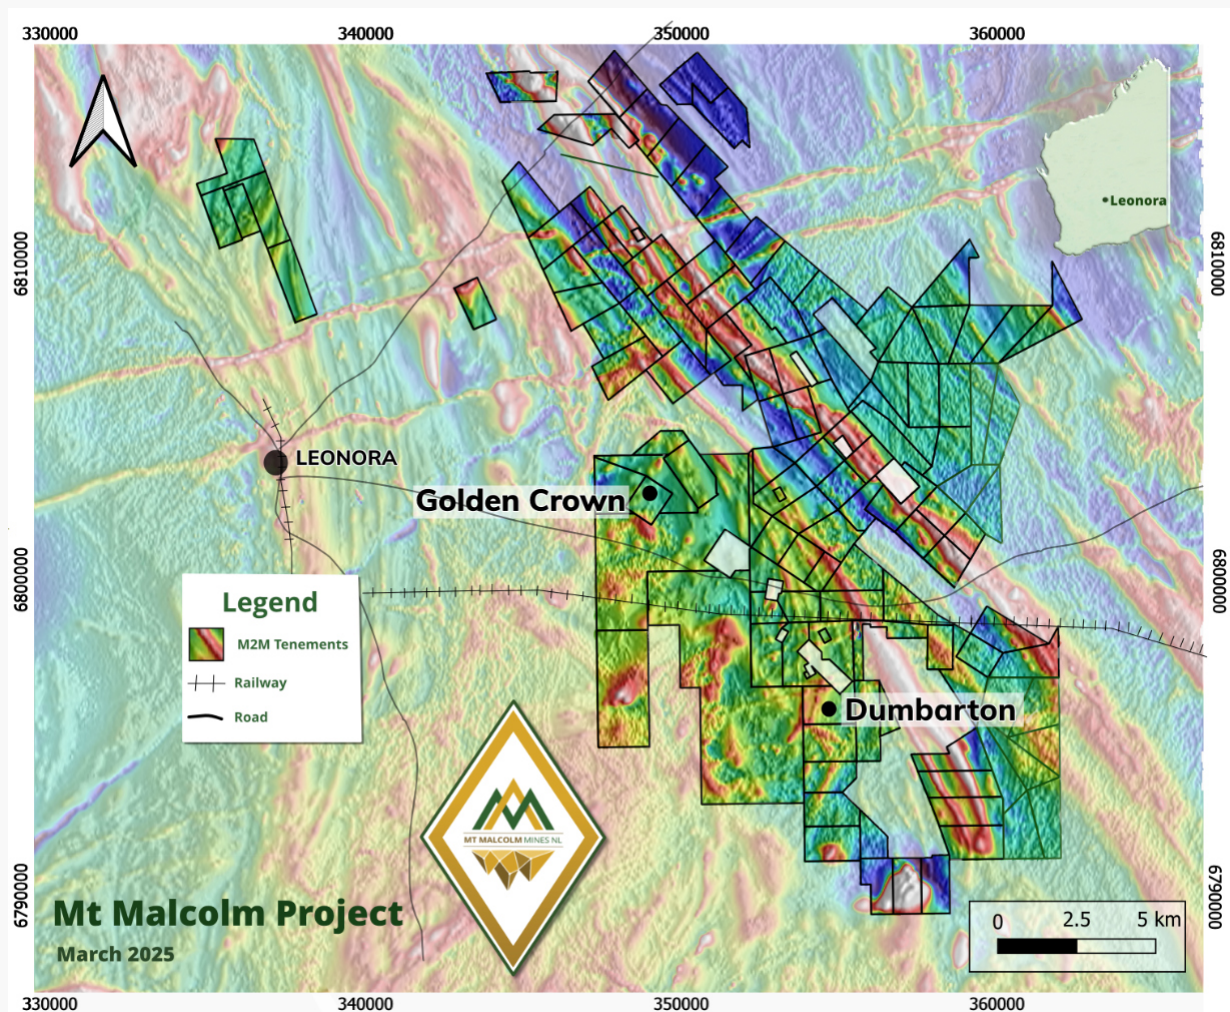 330000 340000 350000 360000
Leonora
6810000
6810000
LEONORA
Golden Crown
6800000
6800000
Legend
M2M Tenements
Railway
Road
Dumbarton
MT MALCOLM MINES NL
6790000
6790000
Mt Malcolm Project
March 2025
0 2.5 5 km
330000 340000 350000 360000